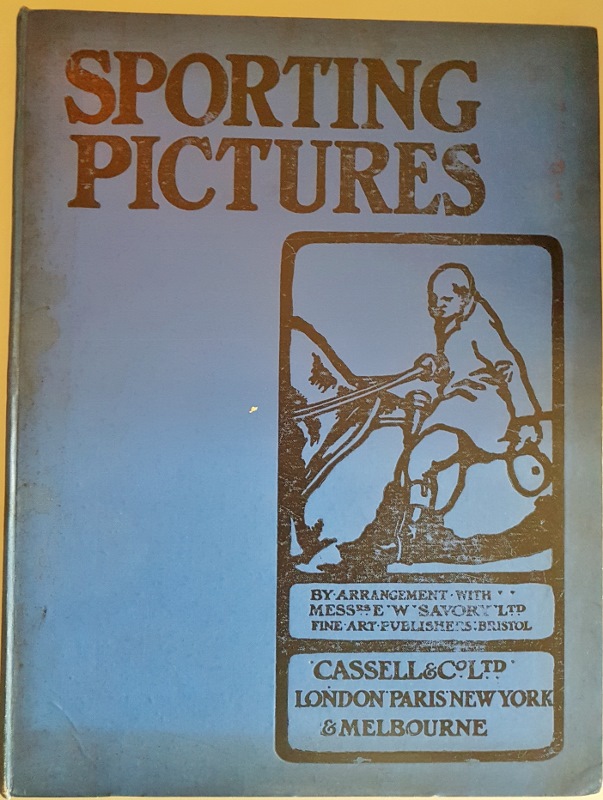 SPORTING
PICTURES
BY·ARRANGEMENT·WITH··
MESSRS E·W·SAVORY LTD
FINE·ART·PUBLISHERS:BRISTOL
CASSELL&CO LTD
LONDON PARIS NEW YORK
& MELBOURNE